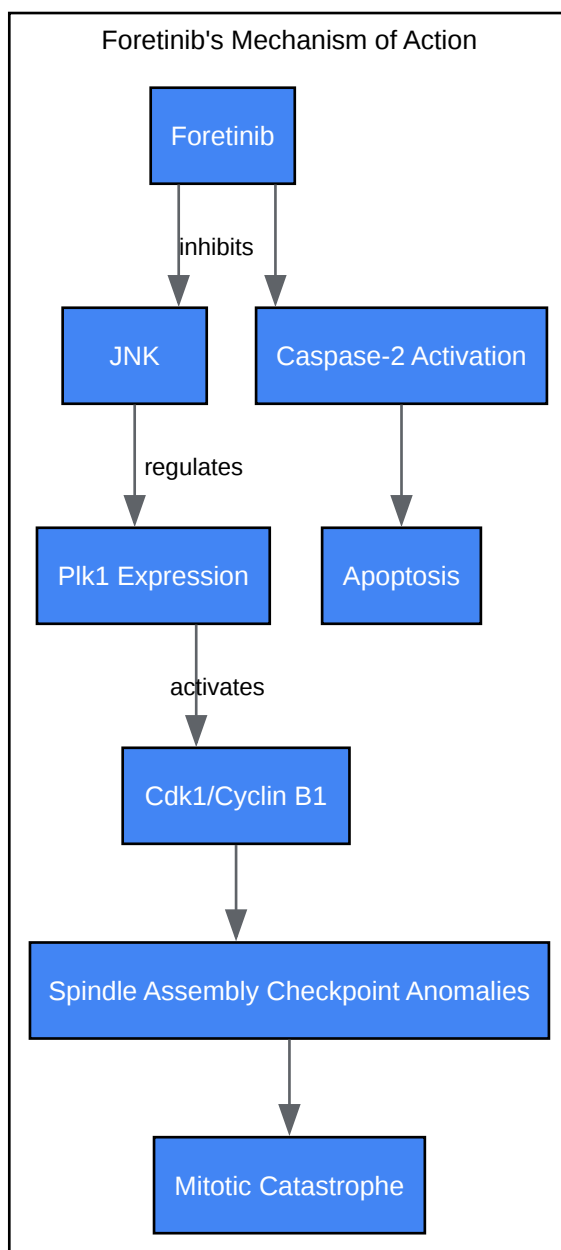 Foretinib's Mechanism of Action
Foretinib
inhibits
JNK
Caspase-2 Activation
regulates
Plk1 Expression
Apoptosis
activates
Cdk1/Cyclin B1
Spindle Assembly Checkpoint Anomalies
Mitotic Catastrophe